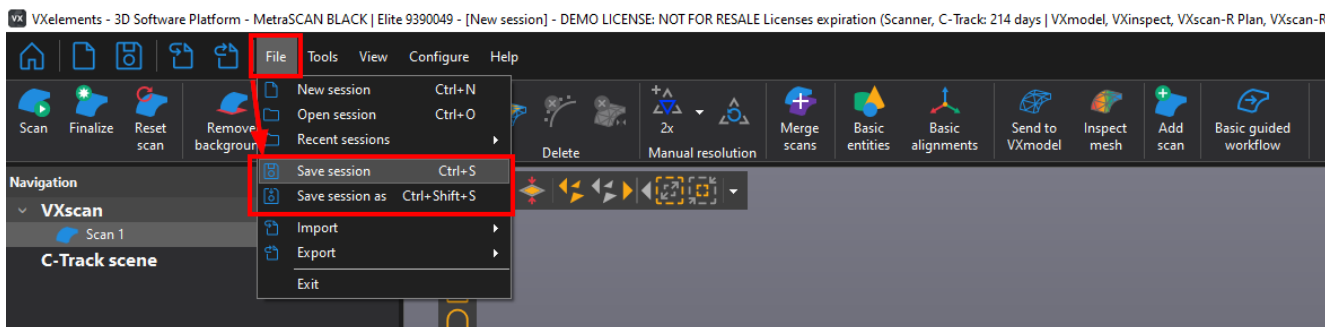 VXelements - 3D Software Platform - MetraSCAN BLACK | Elite 9390049 - [New session] - DEMO LICENSE: NOT FOR RESALE Licenses expiration (Scanner, C-Track: 214 days | VXmodel, VXinspect, VXscan-R Plan, VXscan-R
File Tools View Configure Help
Scan Finalize Reset scan Remove background
Delete
2x
Manual resolution
Merge scans Basic entities Basic alignments Send to VXmodel Inspect mesh Add scan Basic guided workflow
New session Ctrl+N
Open session Ctrl+O
Recent sessions
Save session Ctrl+S
Save session as Ctrl+Shift+S
Import
Export
Exit
Navigation
VXscan
Scan 1
C-Track scene